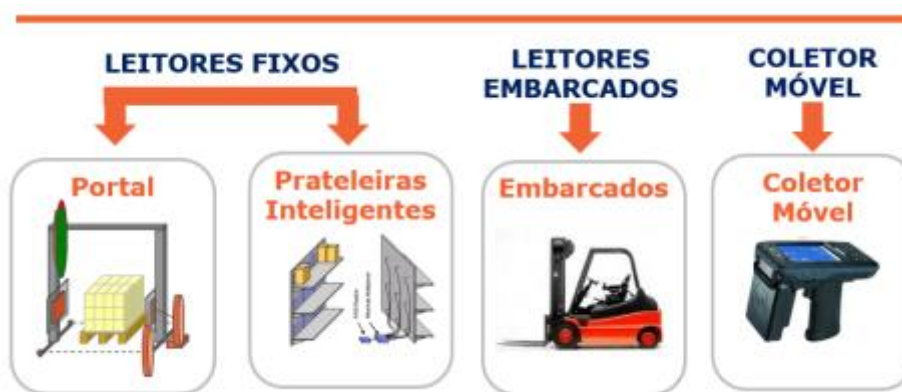 LEITORES FIXOS
LEITORES
EMBARCADOS
COLETOR
MÓVEL
Portal
Prateleiras
Inteligentes
Embarcados
Coletor
Móvel